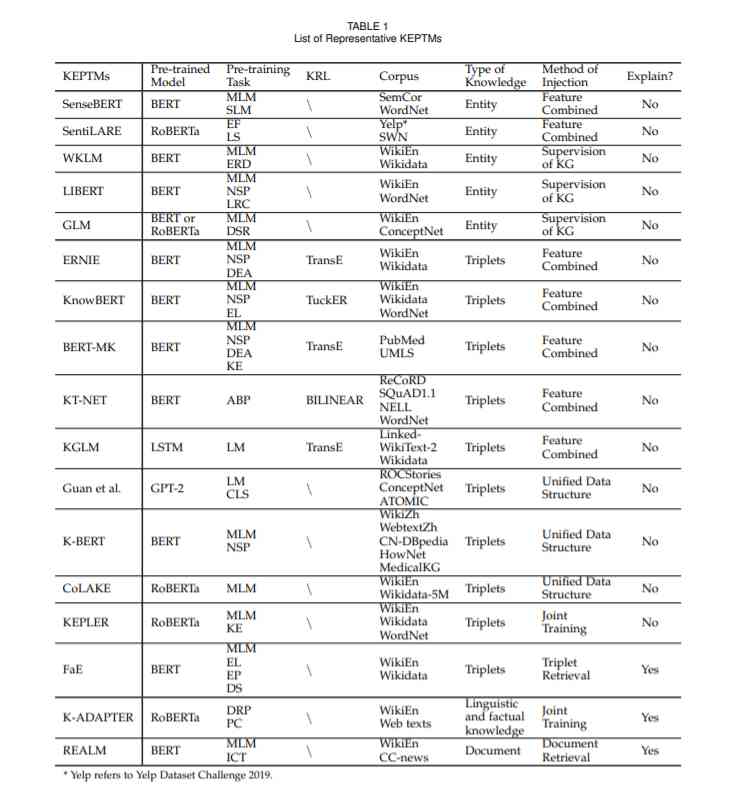 TABLE 1
List of Representative KEPTMs
KEPTMs | Pre-trained Model | Pre-training Task | KRL | Corpus | Type of Knowledge | Method of Injection | Explain?
SenseBERT | BERT | MLM SLM | \ | SemCor WordNet | Entity | Feature Combined | No
SentiLARE | RoBERTa | EF LS | \ | Yelp* SWN | Entity | Feature Combined | No
WKLM | BERT | MLM ERD | \ | WikiEn Wikidata | Entity | Supervision of KG | No
LIBERT | BERT | MLM NSP LRC | \ | WikiEn WordNet | Entity | Supervision of KG | No
GLM | BERT or RoBERTa | MLM DSR | \ | WikiEn ConceptNet | Entity | Supervision of KG | No
ERNIE | BERT | MLM NSP DEA | TransE | WikiEn Wikidata | Triplets | Feature Combined | No
KnowBERT | BERT | MLM NSP EL | TuckER | WikiEn Wikidata WordNet | Triplets | Feature Combined | No
BERT-MK | BERT | MLM NSP DEA KE | TransE | PubMed UMLS | Triplets | Feature Combined | No
KT-NET | BERT | ABP | BILINEAR | ReCoRD SQuAD1.1 NELL WordNet | Triplets | Feature Combined | No
KGLM | LSTM | LM | TransE | Linked-WikiText-2 Wikidata | Triplets | Feature Combined | No
Guan et al. | GPT-2 | LM CLS | \ | ROCStories ConceptNet ATOMIC | Triplets | Unified Data Structure | No
K-BERT | BERT | MLM NSP | \ | WikiZh WebtextZh CN-DBpedia HowNet MedicalKG | Triplets | Unified Data Structure | No
CoLAKE | RoBERTa | MLM | \ | WikiEn Wikidata-5M | Triplets | Unified Data Structure | No
KEPLER | RoBERTa | MLM KE | \ | WikiEn Wikidata WordNet | Triplets | Joint Training | No
FaE | BERT | MLM EL EP DS | \ | WikiEn Wikidata | Triplets | Triplet Retrieval | Yes
K-ADAPTER | RoBERTa | DRP PC | \ | WikiEn Web texts | Linguistic and factual knowledge | Joint Training | Yes
REALM | BERT | MLM ICT | \ | WikiEn CC-news | Document | Document Retrieval | Yes
* Yelp refers to Yelp Dataset Challenge 2019.